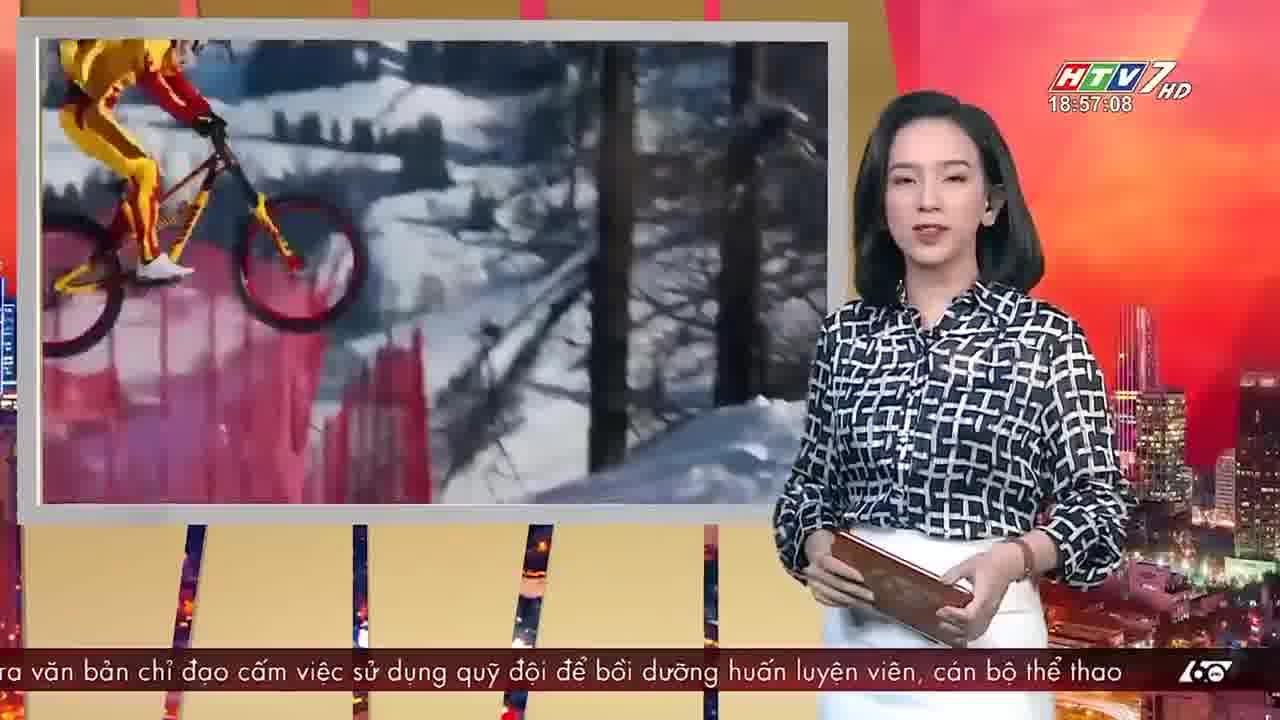 HTV7 HD
18:57:08
ra văn bản chỉ đạo cấm việc sử dụng quỹ đội để bồi dưỡng huấn luyện viên, cán bộ thể thao